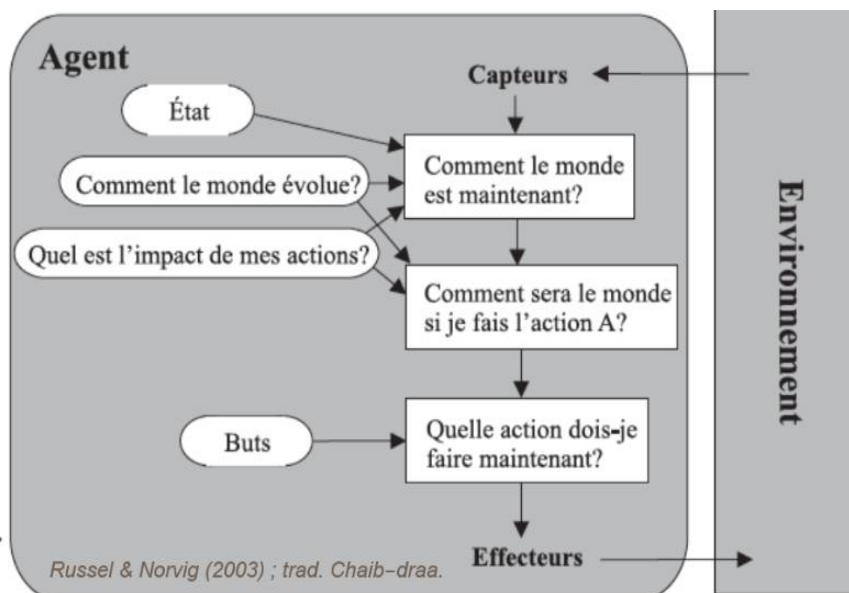 Agent
Capteurs
État
Comment le monde
est maintenant?
Comment le monde évolue?
Quel est l'impact de mes actions?
Comment sera le monde
si je fais l'action A?
Buts
Quelle action dois-je
faire maintenant?
Effecteurs
Russel & Norvig (2003) ; trad. Chaib-draa.
Environnement